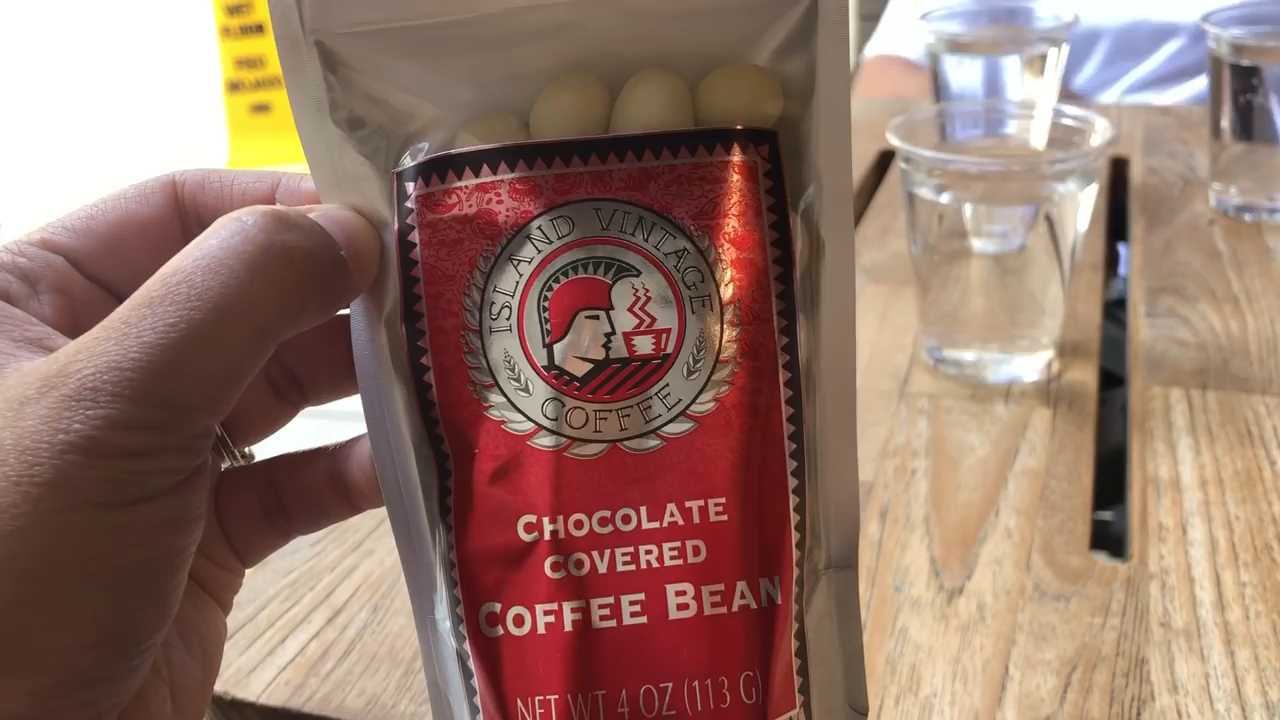 ISLAND VINTAGE
COFFEE
CHOCOLATE
COVERED
COFFEE BEAN
NET WT 4 OZ (113 G)